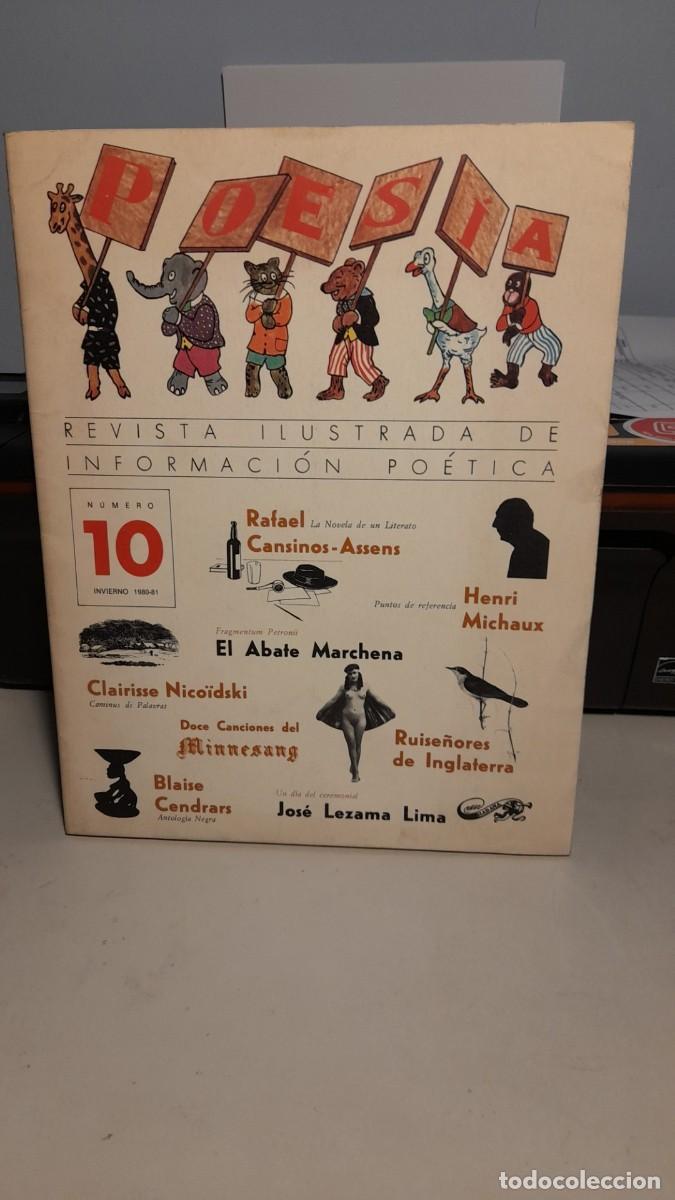 POESÍA
REVISTA ILUSTRADA DE
INFORMACIÓN POÉTICA
NÚMERO
10
INVIERNO 1980-81
Rafael La Novela de un Literato
Cansinos-Assens
Puntos de referencia Henri
Michaux
Fragmentum Petronii
El Abate Marchena
Clairisse Nicoïdski
Caminus di Palavras
Doce Canciones del
Minnesang
Ruiseñores
de Inglaterra
Blaise
Cendrars
Antología Negra
Un día del ceremonial
José Lezama Lima
todocoleccion